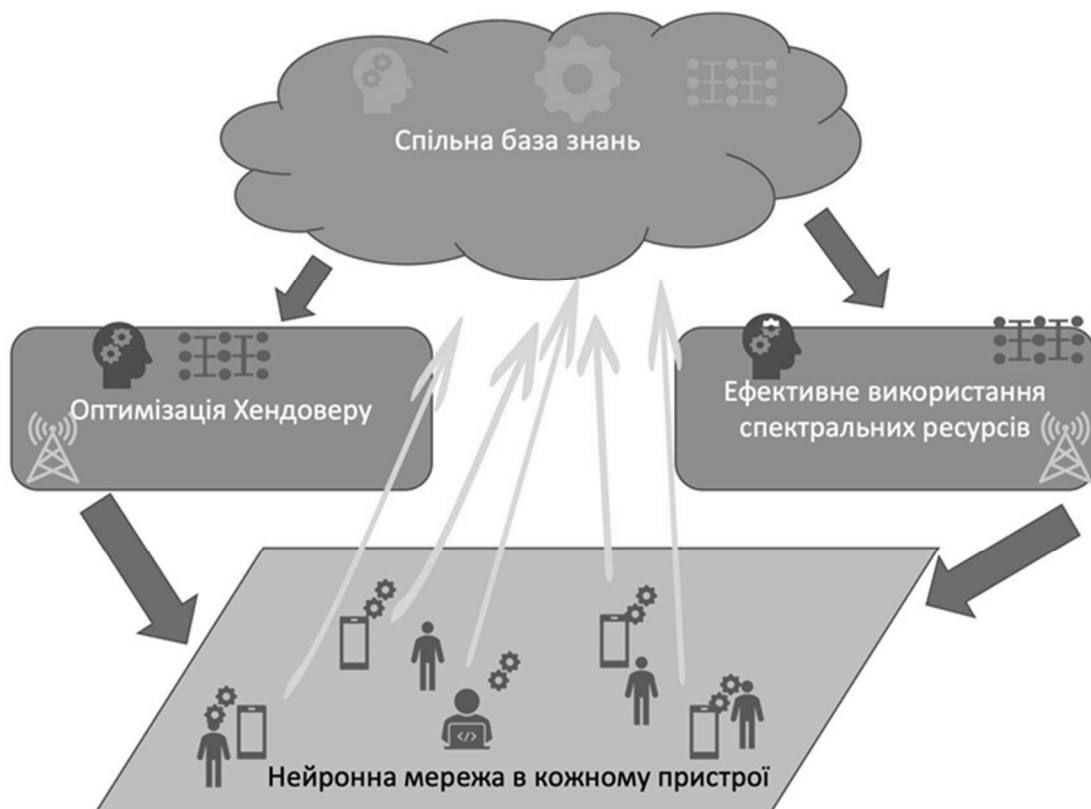 Спільна база знань
Оптимізація Хендоверу
Ефективне використання
спектральних ресурсів
</>
Нейронна мережа в кожному пристрої